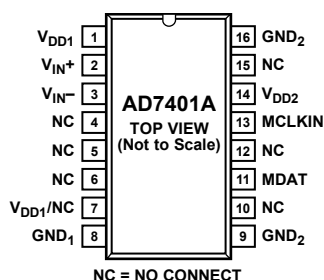 VDD1 1
VIN+ 2
VIN– 3
NC 4
NC 5
NC 6
VDD1/NC 7
GND1 8
AD7401A
TOP VIEW
(Not to Scale)
16 GND2
15 NC
14 VDD2
13 MCLKIN
12 NC
11 MDAT
10 NC
9 GND2
NC = NO CONNECT